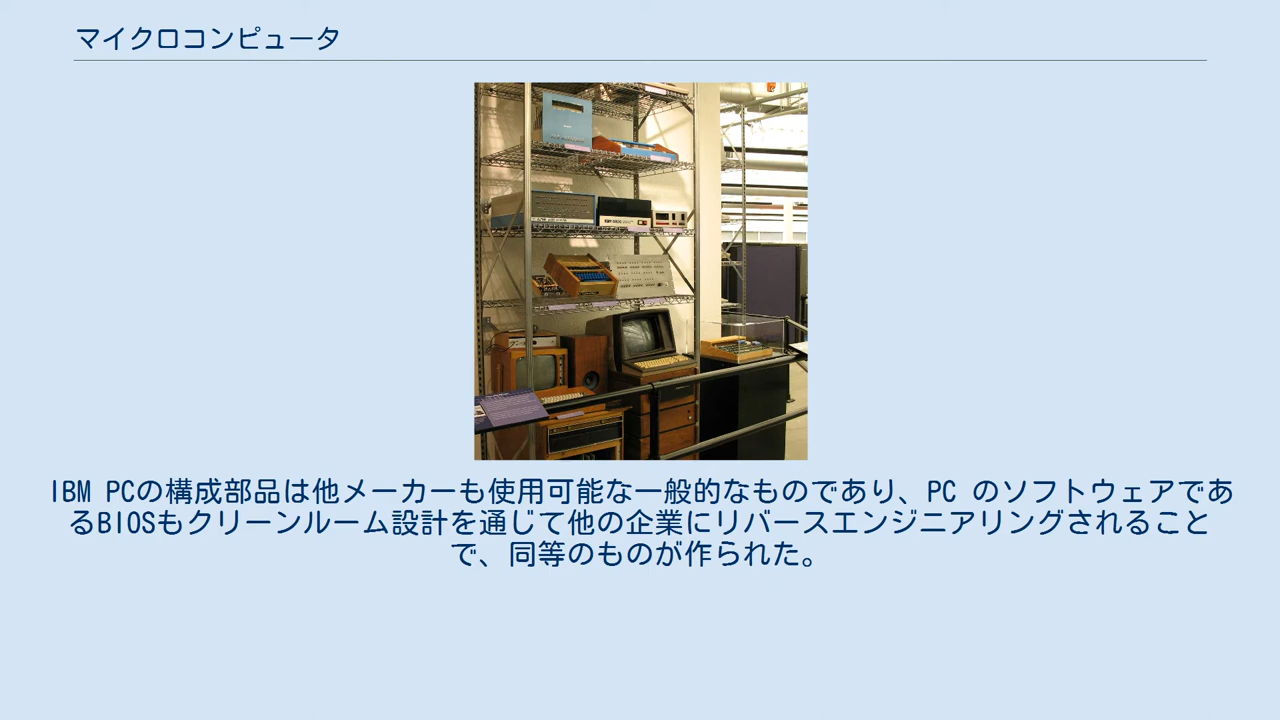 マイクロコンピュータ
IBM PCの構成部品は他メーカーも使用可能な一般的なものであり、PC のソフトウェアであ
るBIOSもクリーンルーム設計を通じて他の企業にリバースエンジニアリングされること
で、同等のものが作られた。